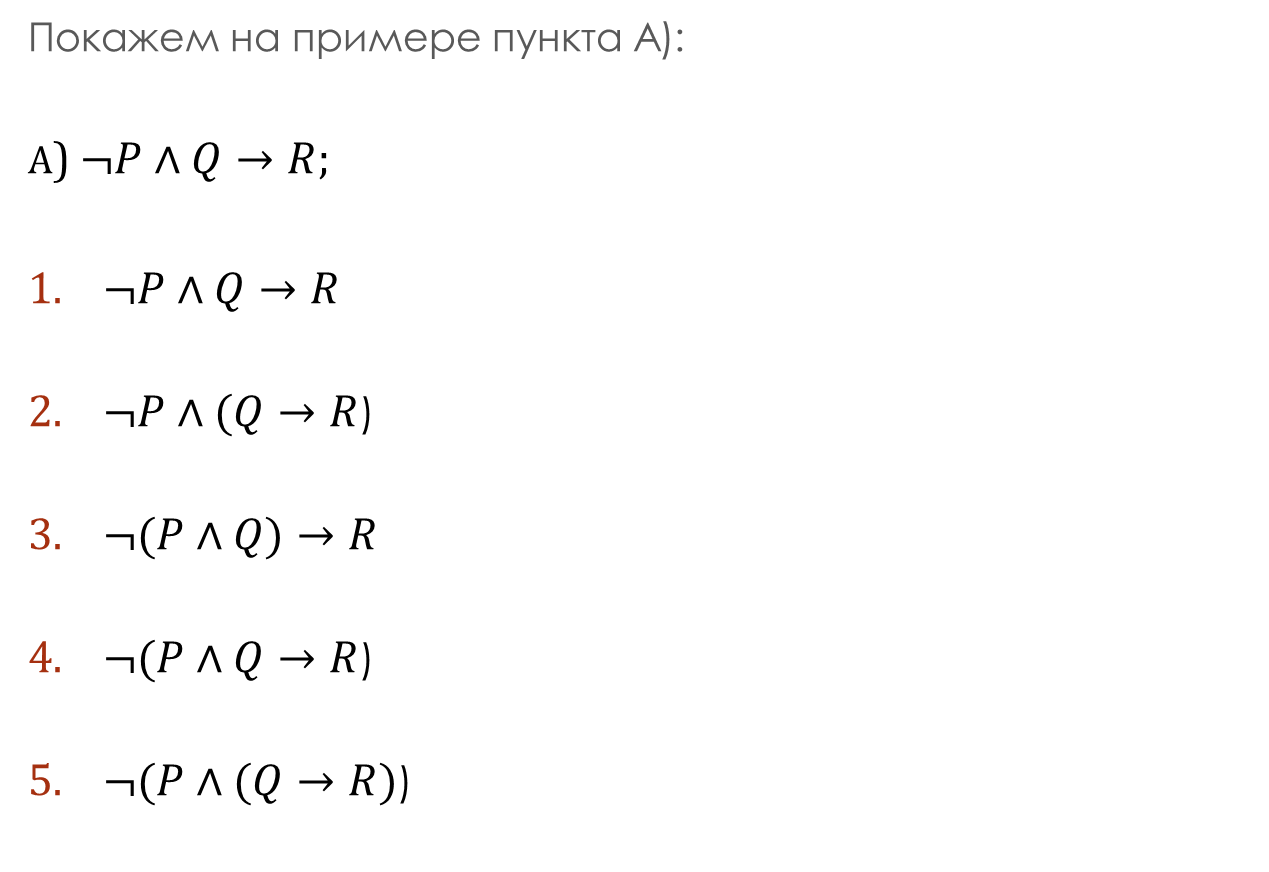 Покажем на примере пункта А):
А) ¬P ∧ Q → R;
1. ¬P ∧ Q → R
2. ¬P ∧ (Q → R)
3. ¬(P ∧ Q) → R
4. ¬(P ∧ Q → R)
5. ¬(P ∧ (Q → R))